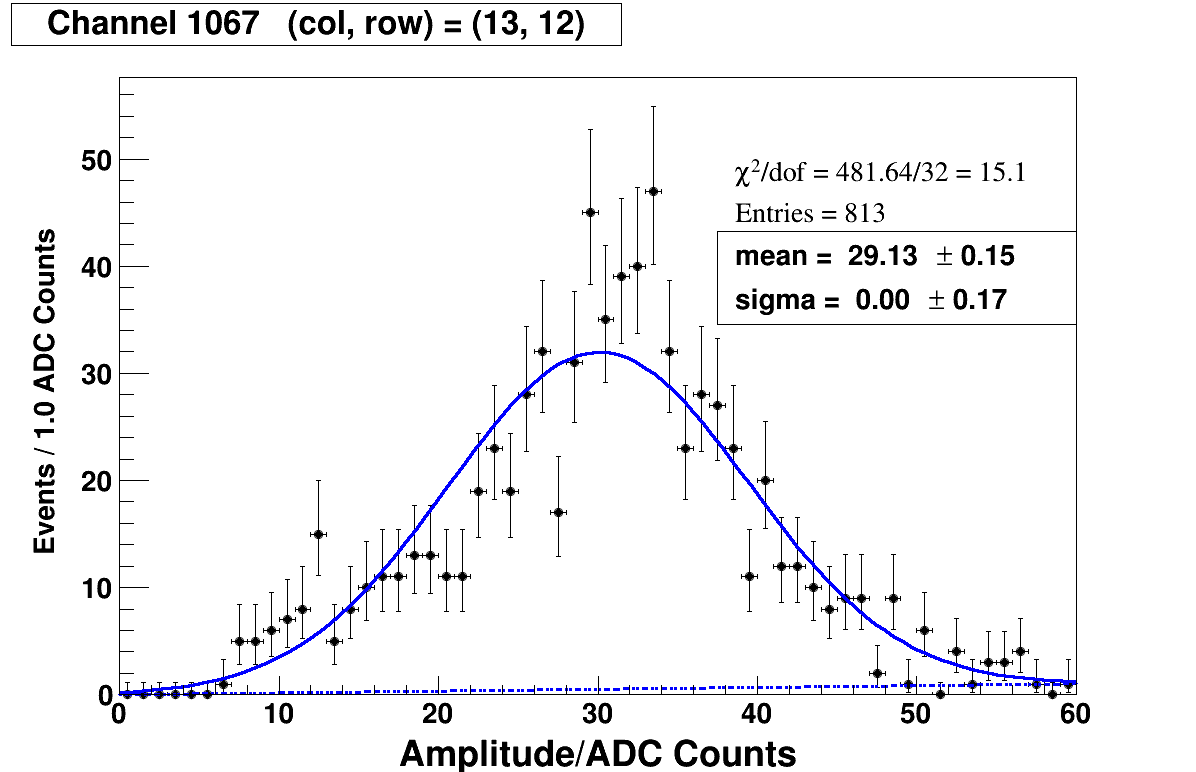 Channel 1067 (col, row) = (13, 12)
50
40
30
20
10
0
Events / 1.0 ADC Counts
χ²/dof = 481.64/32 = 15.1
Entries = 813
mean = 29.13 ± 0.15
sigma = 0.00 ± 0.17
0 10 20 30 40 50 60
Amplitude/ADC Counts